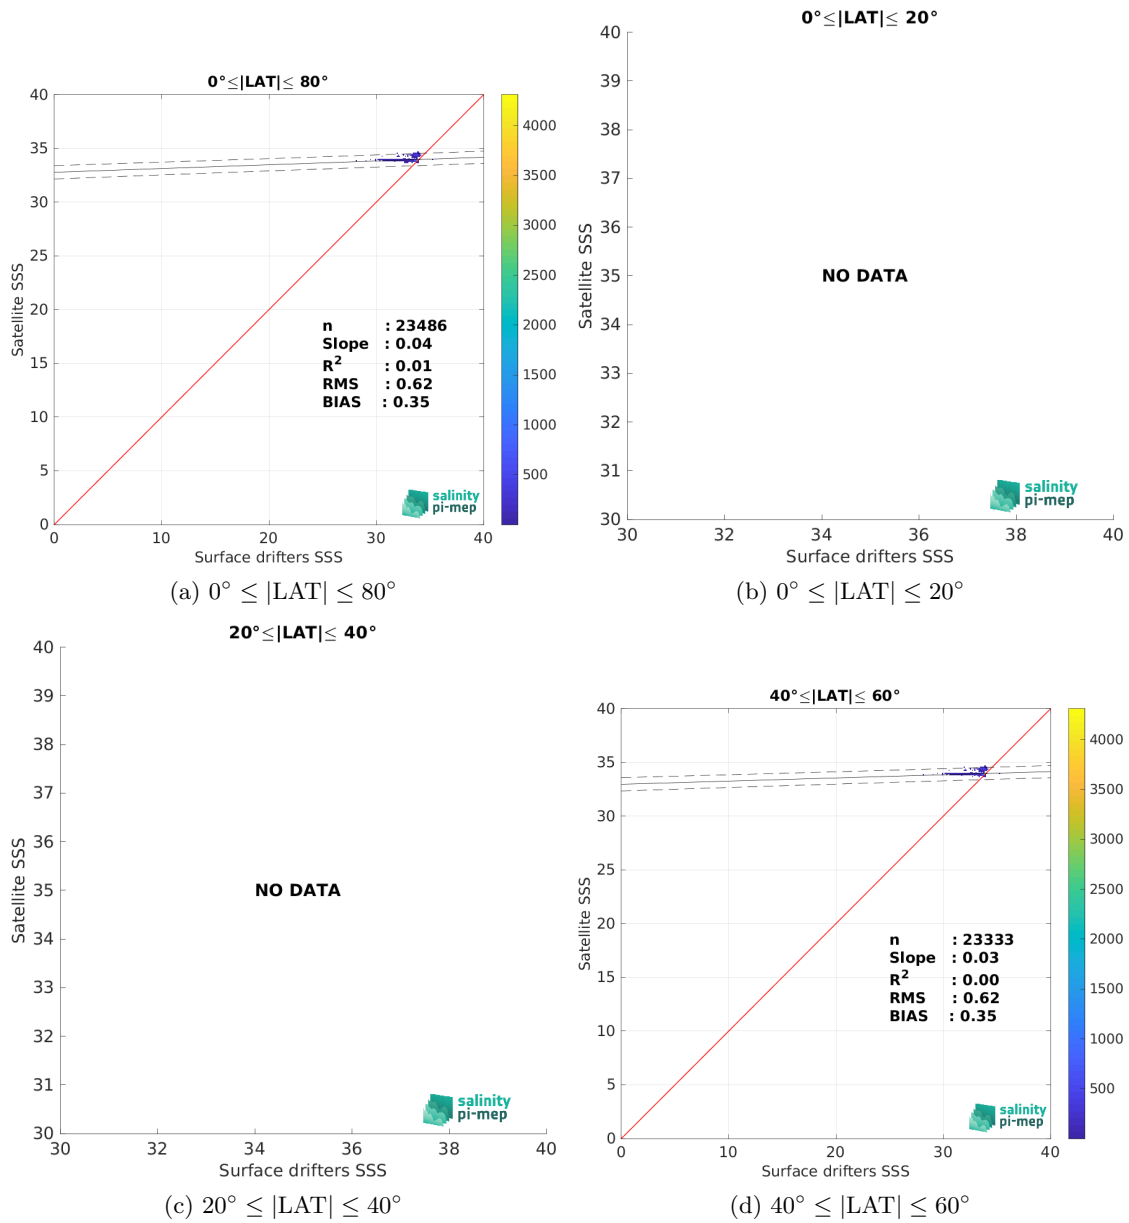 0°≤|LAT|≤ 80°
40
35
30
25
20
15
10
5
0
0
10
20
30
40
Satellite SSS
Surface drifters SSS
n : 23486
Slope : 0.04
R² : 0.01
RMS : 0.62
BIAS : 0.35
salinity
pi-mep
4000
3500
3000
2500
2000
1500
1000
500
(a) 0° ≤ |LAT| ≤ 80°
0°≤|LAT|≤ 20°
40
39
38
37
36
35
34
33
32
31
30
30
32
34
36
38
40
Satellite SSS
Surface drifters SSS
NO DATA
salinity
pi-mep
(b) 0° ≤ |LAT| ≤ 20°
20°≤|LAT|≤ 40°
40
39
38
37
36
35
34
33
32
31
30
30
32
34
36
38
40
Satellite SSS
Surface drifters SSS
NO DATA
salinity
pi-mep
(c) 20° ≤ |LAT| ≤ 40°
40°≤|LAT|≤ 60°
40
35
30
25
20
15
10
5
0
0
10
20
30
40
Satellite SSS
Surface drifters SSS
n : 23333
Slope : 0.03
R² : 0.00
RMS : 0.62
BIAS : 0.35
salinity
pi-mep
4000
3500
3000
2500
2000
1500
1000
500
(d) 40° ≤ |LAT| ≤ 60°